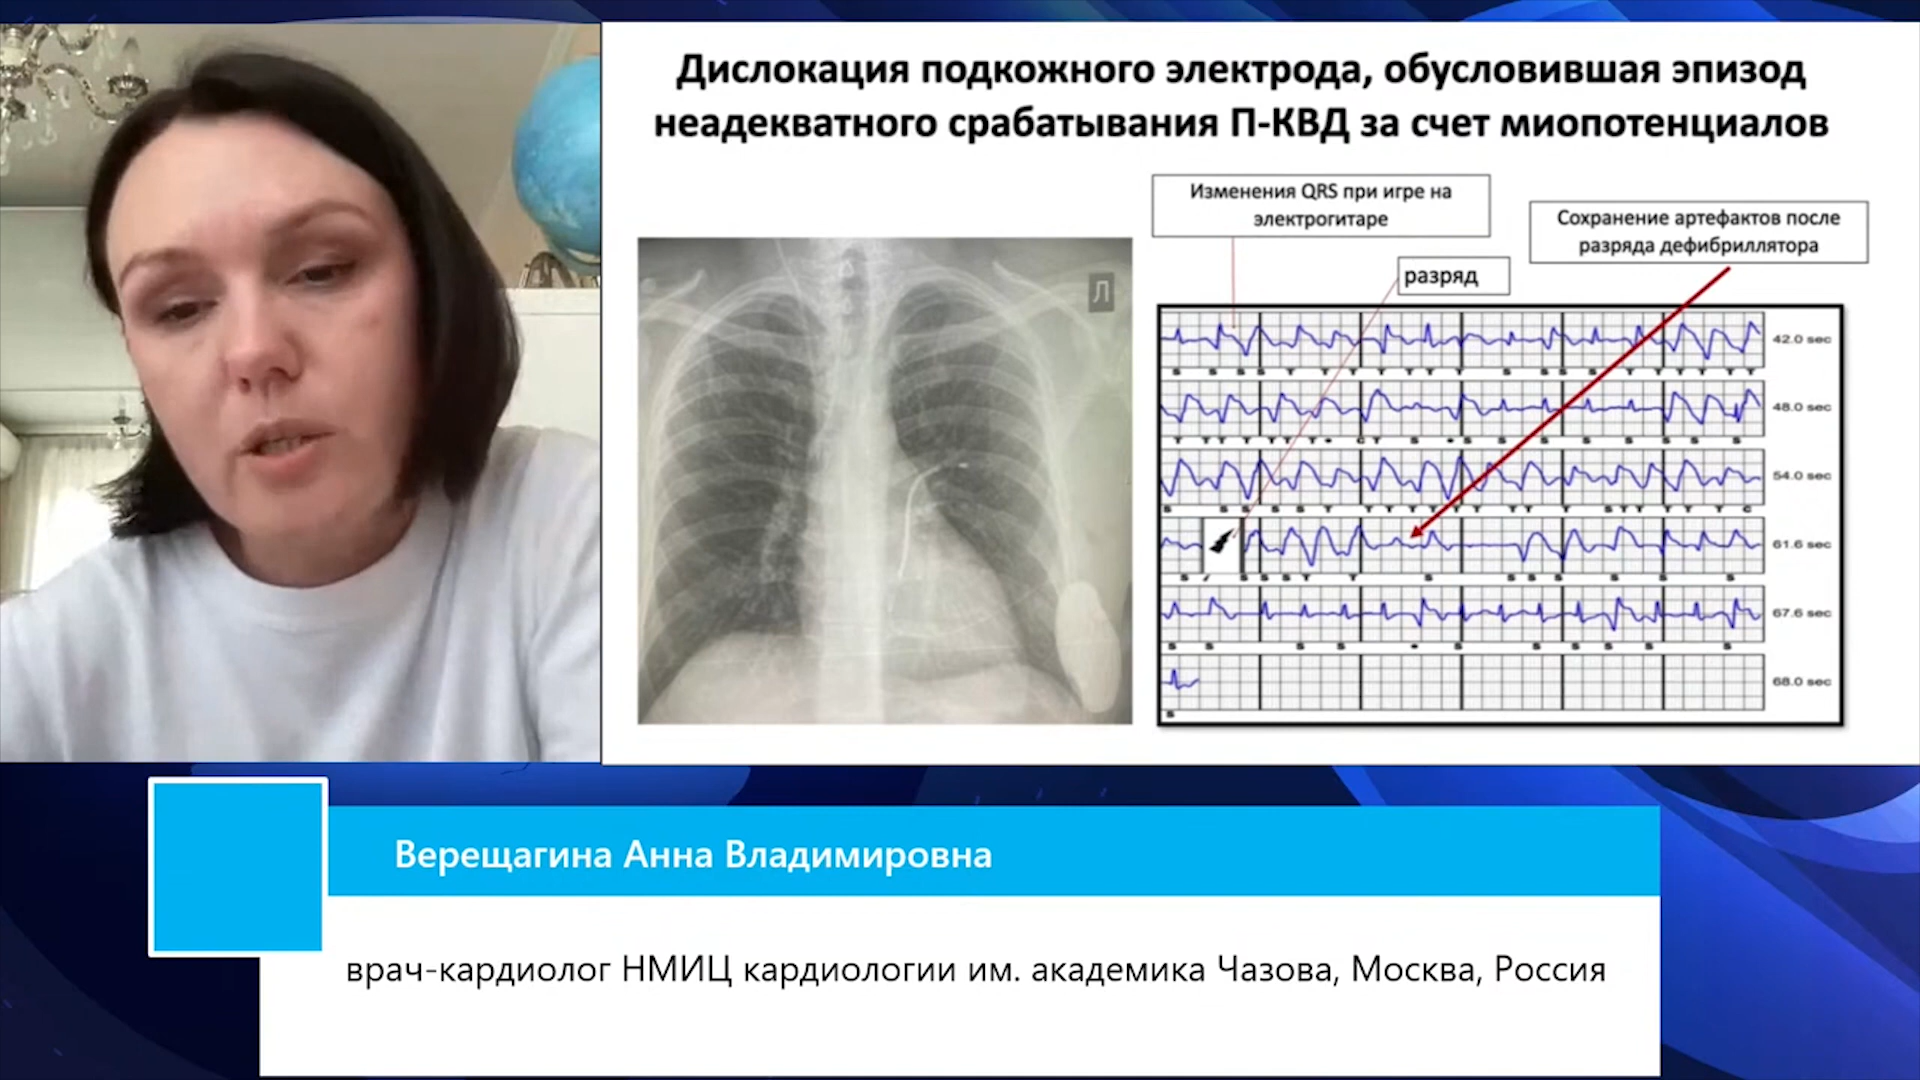 Дислокация подкожного электрода, обусловившая эпизод
неадекватного срабатывания П-КВД за счет миопотенциалов
Изменения QRS при игре на
электрогитаре
Сохранение артефактов после
разряда дефибриллятора
разряд
Л
42.0 sec
48.0 sec
54.0 sec
61.6 sec
67.6 sec
68.0 sec
Верещагина Анна Владимировна
врач-кардиолог НМИЦ кардиологии им. академика Чазова, Москва, Россия